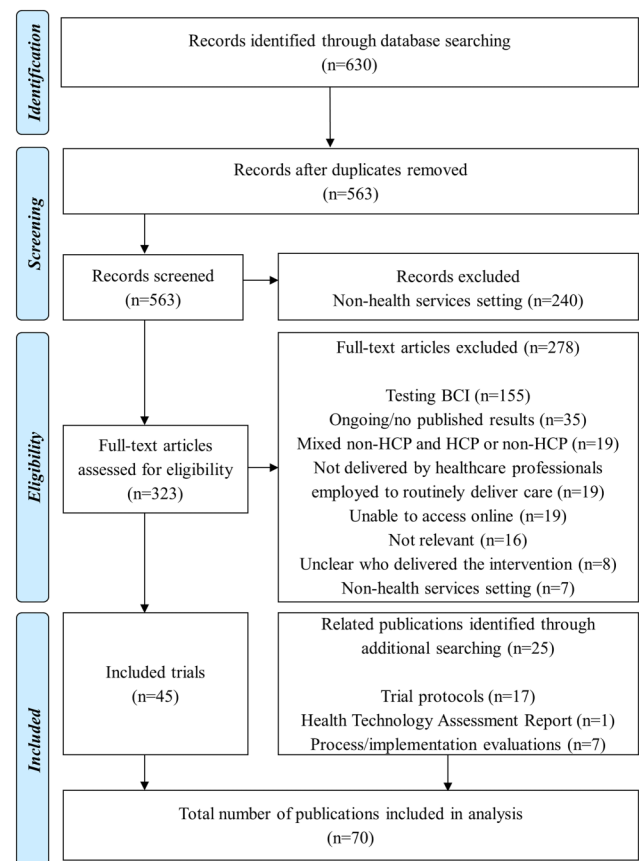 Identification
Records identified through database searching
(n=630)
Screening
Records after duplicates removed
(n=563)
Records screened
(n=563)
Records excluded
Non-health services setting (n=240)
Eligibility
Full-text articles
assessed for eligibility
(n=323)
Full-text articles excluded (n=278)
Testing BCI (n=155)
Ongoing/no published results (n=35)
Mixed non-HCP and HCP or non-HCP (n=19)
Not delivered by healthcare professionals
employed to routinely deliver care (n=19)
Unable to access online (n=19)
Not relevant (n=16)
Unclear who delivered the intervention (n=8)
Non-health services setting (n=7)
Included
Included trials
(n=45)
Related publications identified through
additional searching (n=25)
Trial protocols (n=17)
Health Technology Assessment Report (n=1)
Process/implementation evaluations (n=7)
Total number of publications included in analysis
(n=70)